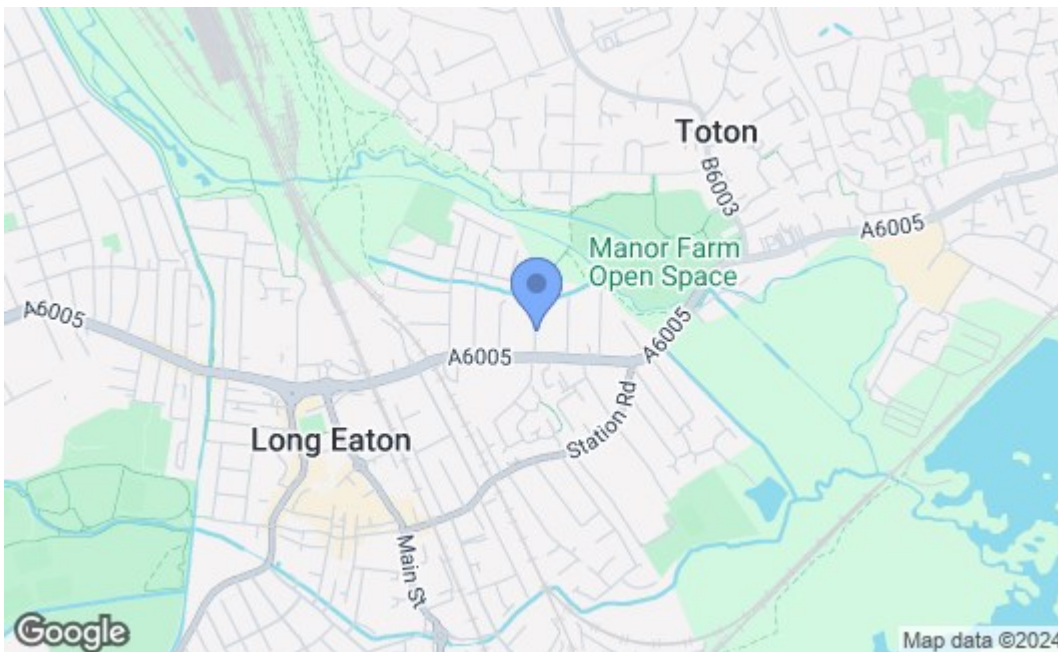 Toton
B6003
A6005
Manor Farm
Open Space
A6005
A6005
A6005
Station Rd
Long Eaton
Main St
Google
Map data ©2024